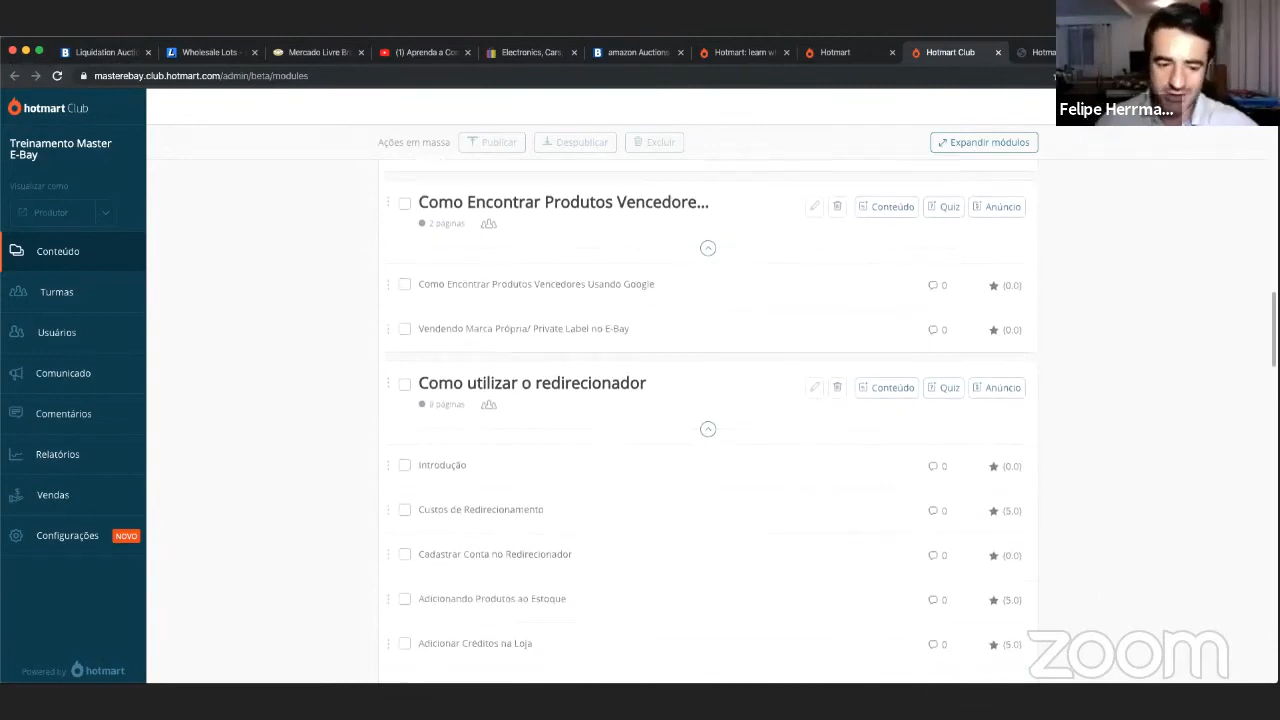 Liquidation Aucti
Wholesale Lots -
Mercado Livre Br
(1) Aprenda a Co
Electronics, Cars,
amazon Auctions
Hotmart: learn w
Hotmart
Hotmart Club
Hotma
masterebay.club.hotmart.com/admin/beta/modules
Felipe Herrma...
hotmart Club
Treinamento Master
E-Bay
Visualizar como
Produtor
Conteúdo
Turmas
Usuários
Comunicado
Comentários
Relatórios
Vendas
Configurações NOVO
Powered by hotmart
Ações em massa Publicar Despublicar Excluir Expandir módulos
Como Encontrar Produtos Vencedore... Conteúdo Quiz Anúncio
2 páginas
Como Encontrar Produtos Vencedores Usando Google 0 (0.0)
Vendendo Marca Própria/ Private Label no E-Bay 0 (0.0)
Como utilizar o redirecionador Conteúdo Quiz Anúncio
páginas
Introdução 0 (0.0)
Custos de Redirecionamento 0 (5.0)
Cadastrar Conta no Redirecionador 0 (0.0)
Adicionando Produtos ao Estoque 0 (5.0)
Adicionar Créditos na Loja 0 (5.0)
zoom